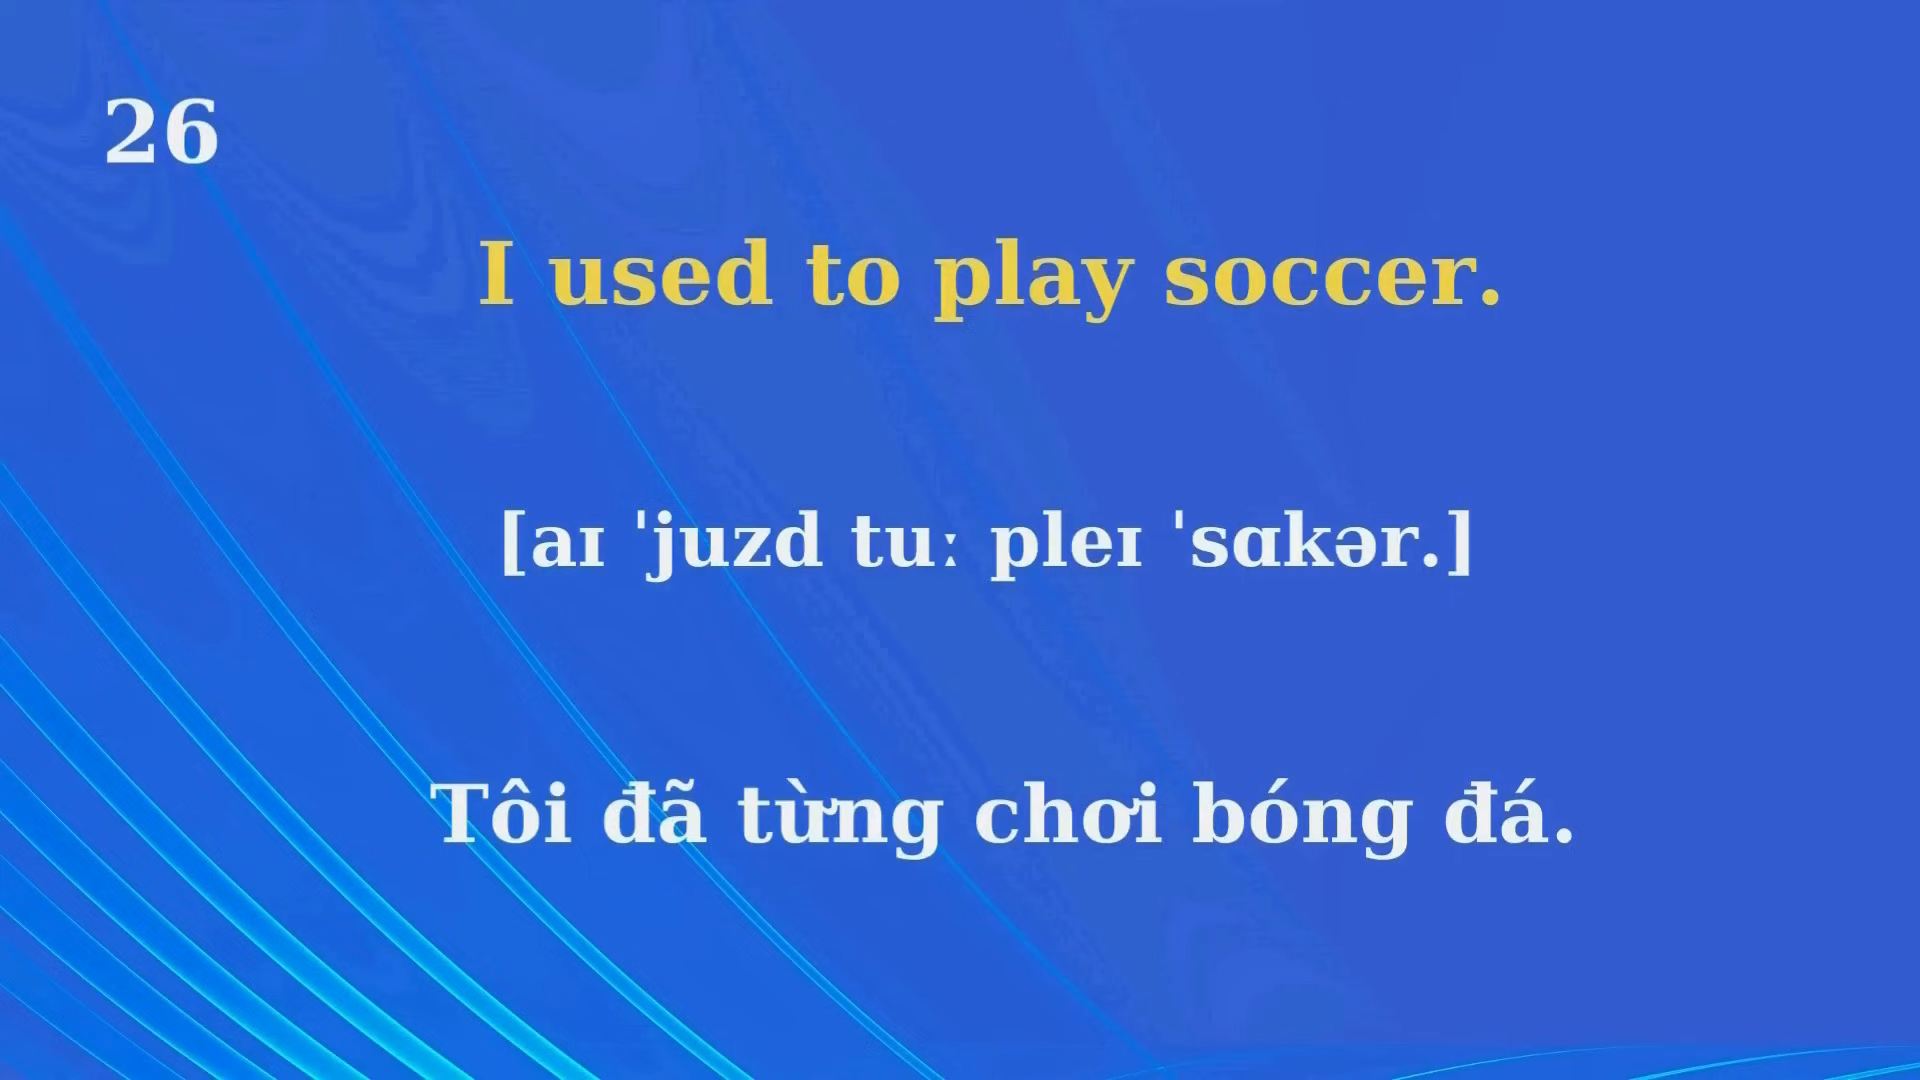 26
I used to play soccer.
[aɪ ˈjuzd tuː pleɪ ˈsɑkər.]
Tôi đã từng chơi bóng đá.